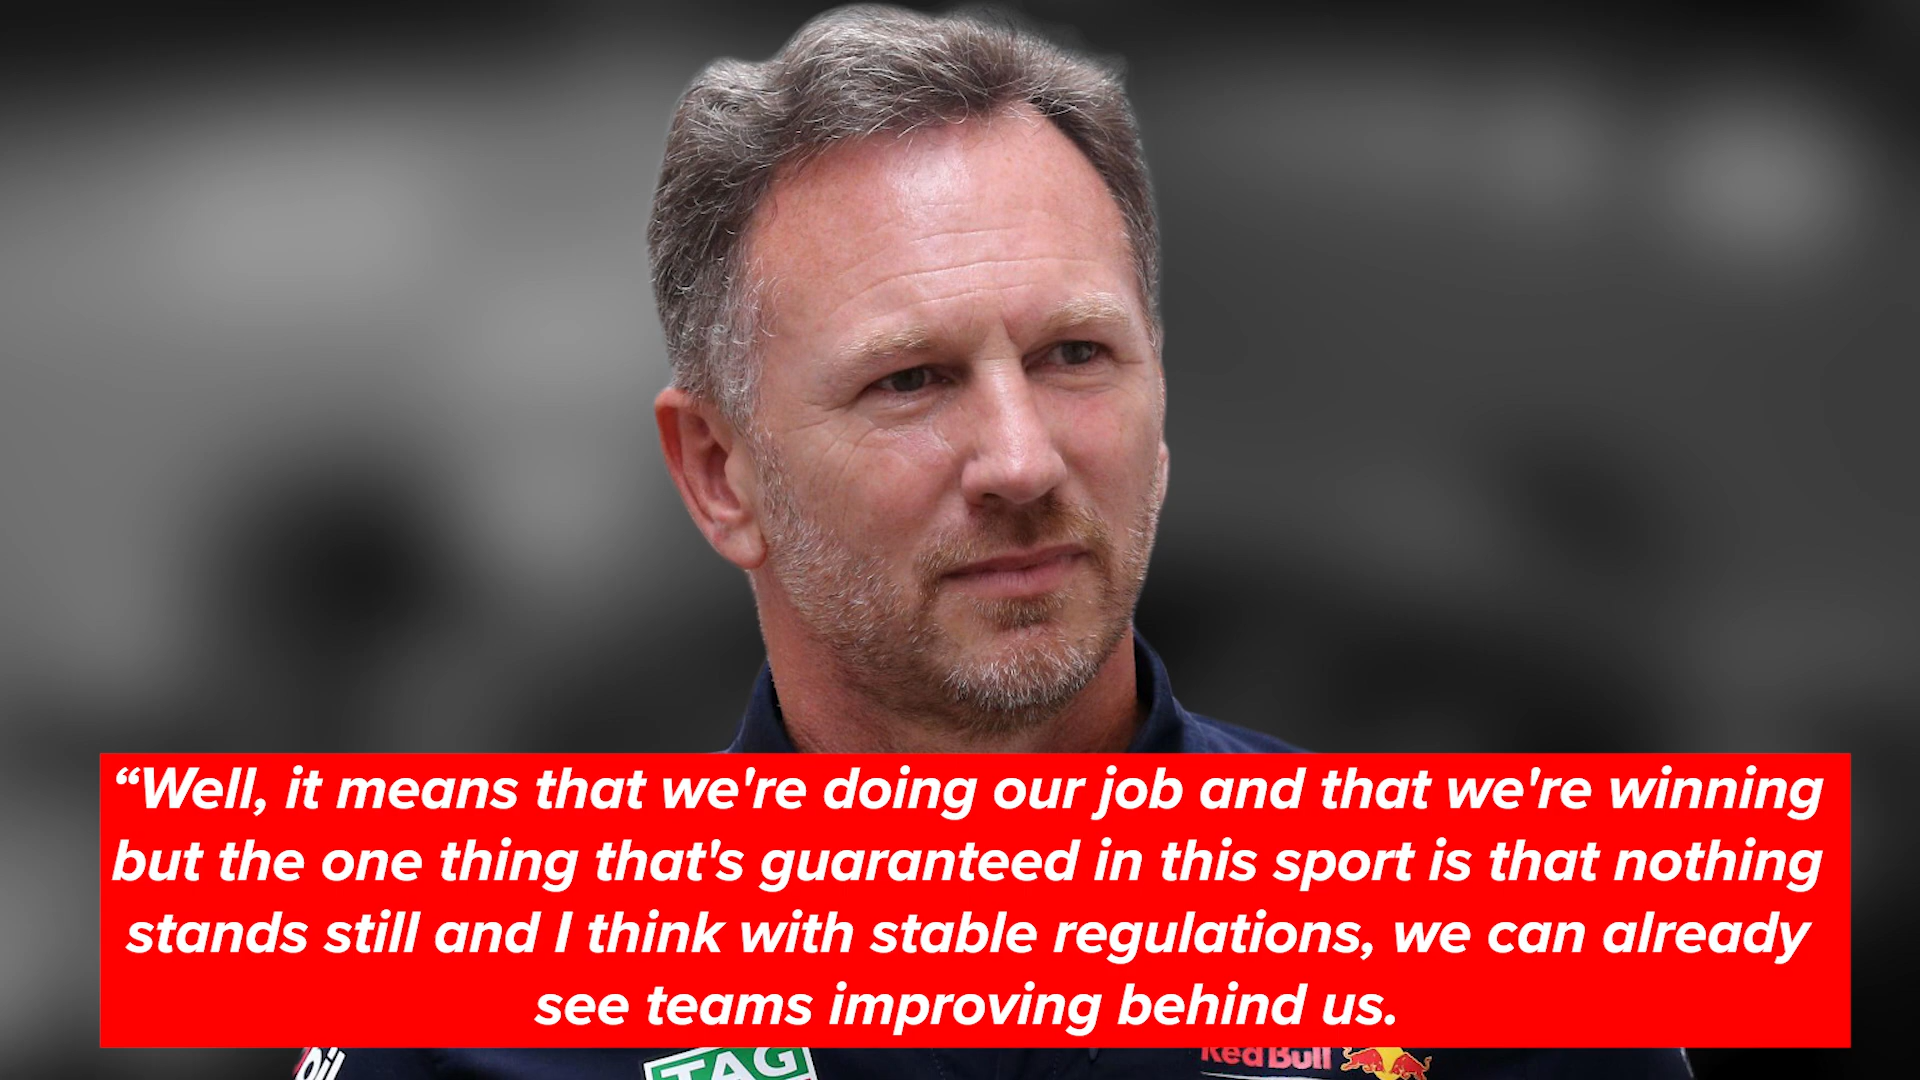 “Well, it means that we're doing our job and that we're winning
but the one thing that's guaranteed in this sport is that nothing
stands still and I think with stable regulations, we can already
see teams improving behind us.
oil
TAG
Red Bull